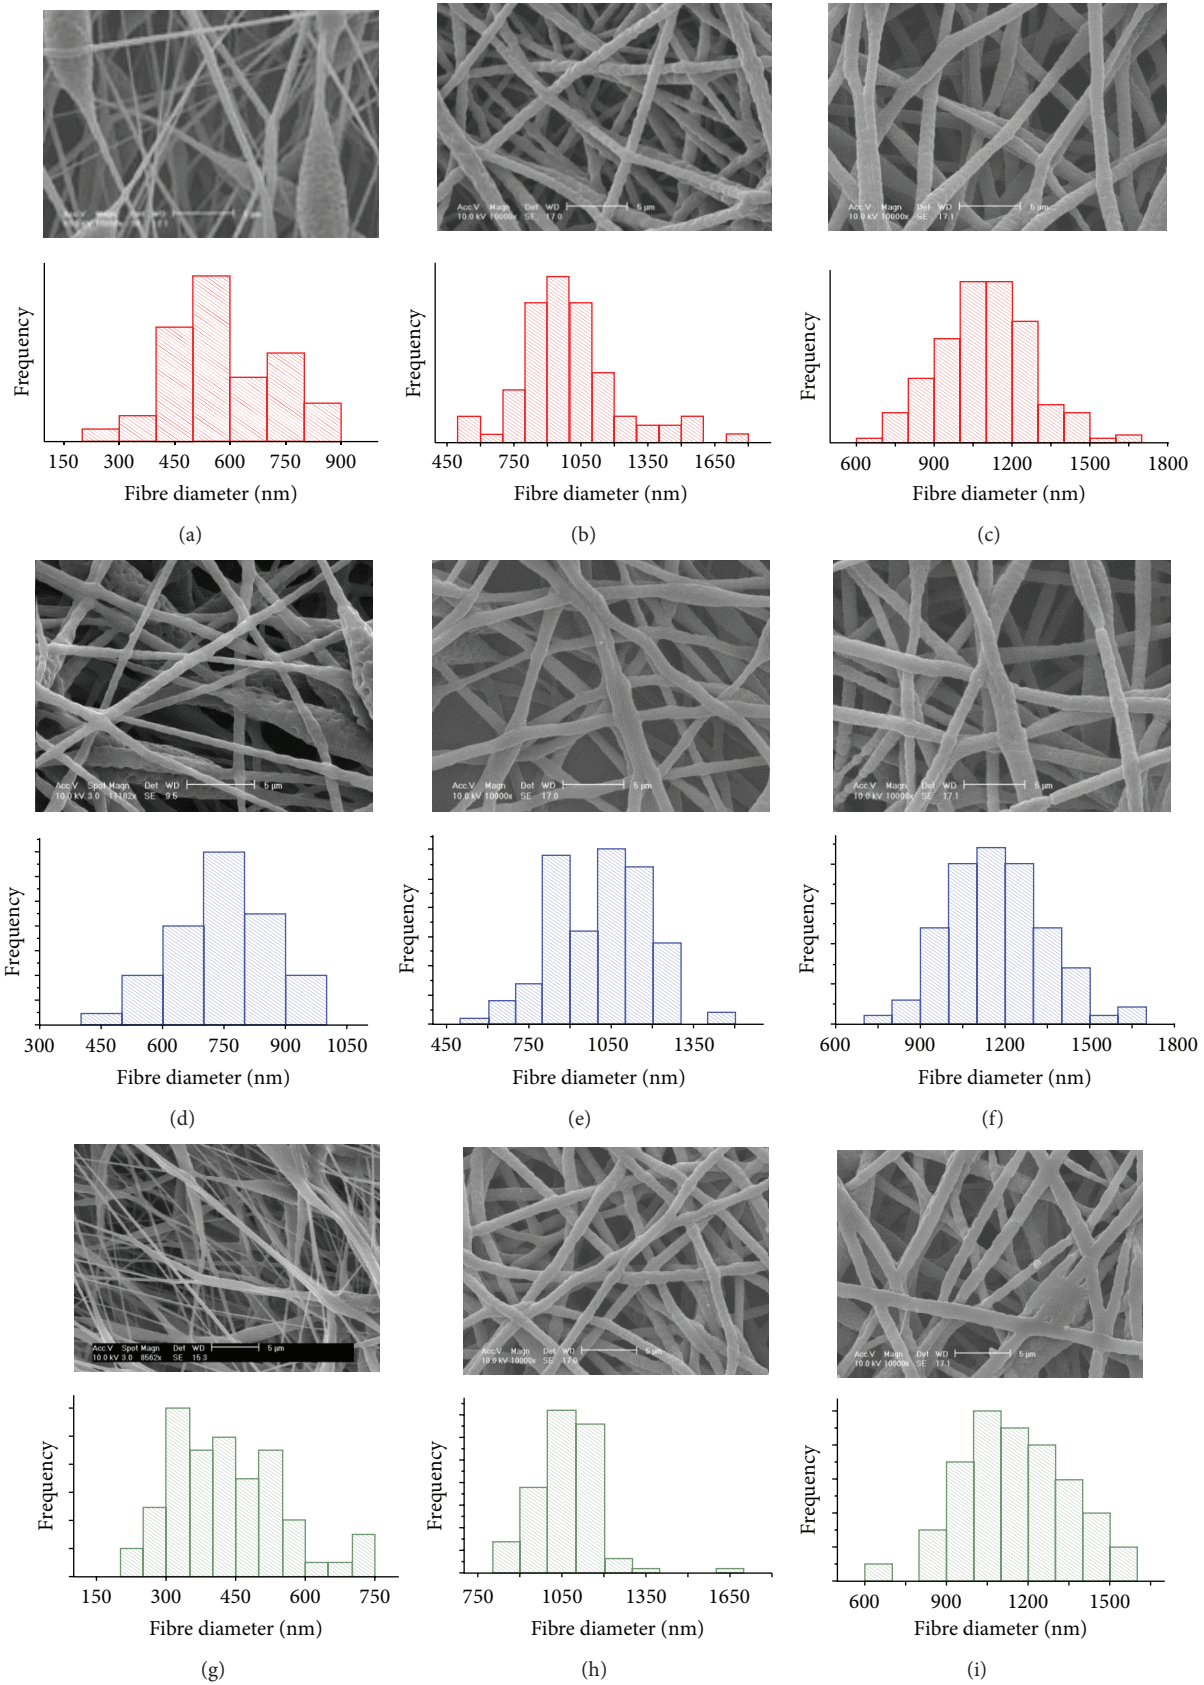 Acc.V Magn Det WD 5 µm
Acc.V Magn Det WD 5 µm
10.0 kV 10000x SE 17.0
Acc.V Magn Det WD 5 µm
10.0 kV 10000x SE 17.1
Frequency
150 300 450 600 750 900
Fibre diameter (nm)
(a)
Frequency
450 750 1050 1350 1650
Fibre diameter (nm)
(b)
Frequency
600 900 1200 1500 1800
Fibre diameter (nm)
(c)
Acc.V Spot Magn Det WD 5 µm
10.0 kV 3.0 11182x SE 9.5
Acc.V Magn Det WD 5 µm
10.0 kV 10000x SE 17.0
Acc.V Magn Det WD 5 µm
10.0 kV 10000x SE 17.1
Frequency
300 450 600 750 900 1050
Fibre diameter (nm)
(d)
Frequency
450 750 1050 1350
Fibre diameter (nm)
(e)
Frequency
600 900 1200 1500 1800
Fibre diameter (nm)
(f)
Acc.V Spot Magn Det WD 5 µm
10.0 kV 3.0 8562x SE 15.3
Acc.V Magn Det WD 5 µm
10.0 kV 10000x SE 17.0
Acc.V Magn Det WD 5 µm
10.0 kV 10000x SE 17.1
Frequency
150 300 450 600 750
Fibre diameter (nm)
(g)
Frequency
750 1050 1350 1650
Fibre diameter (nm)
(h)
Frequency
600 900 1200 1500
Fibre diameter (nm)
(i)